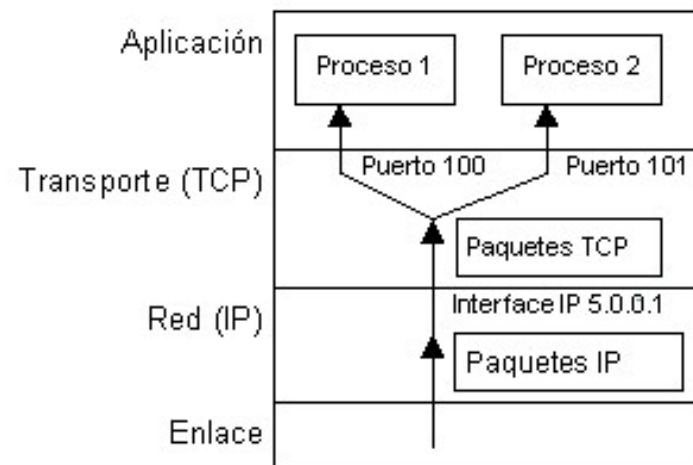 Aplicación
Proceso 1
Proceso 2
Puerto 100
Puerto 101
Transporte (TCP)
Paquetes TCP
Interface IP 5.0.0.1
Red (IP)
Paquetes IP
Enlace